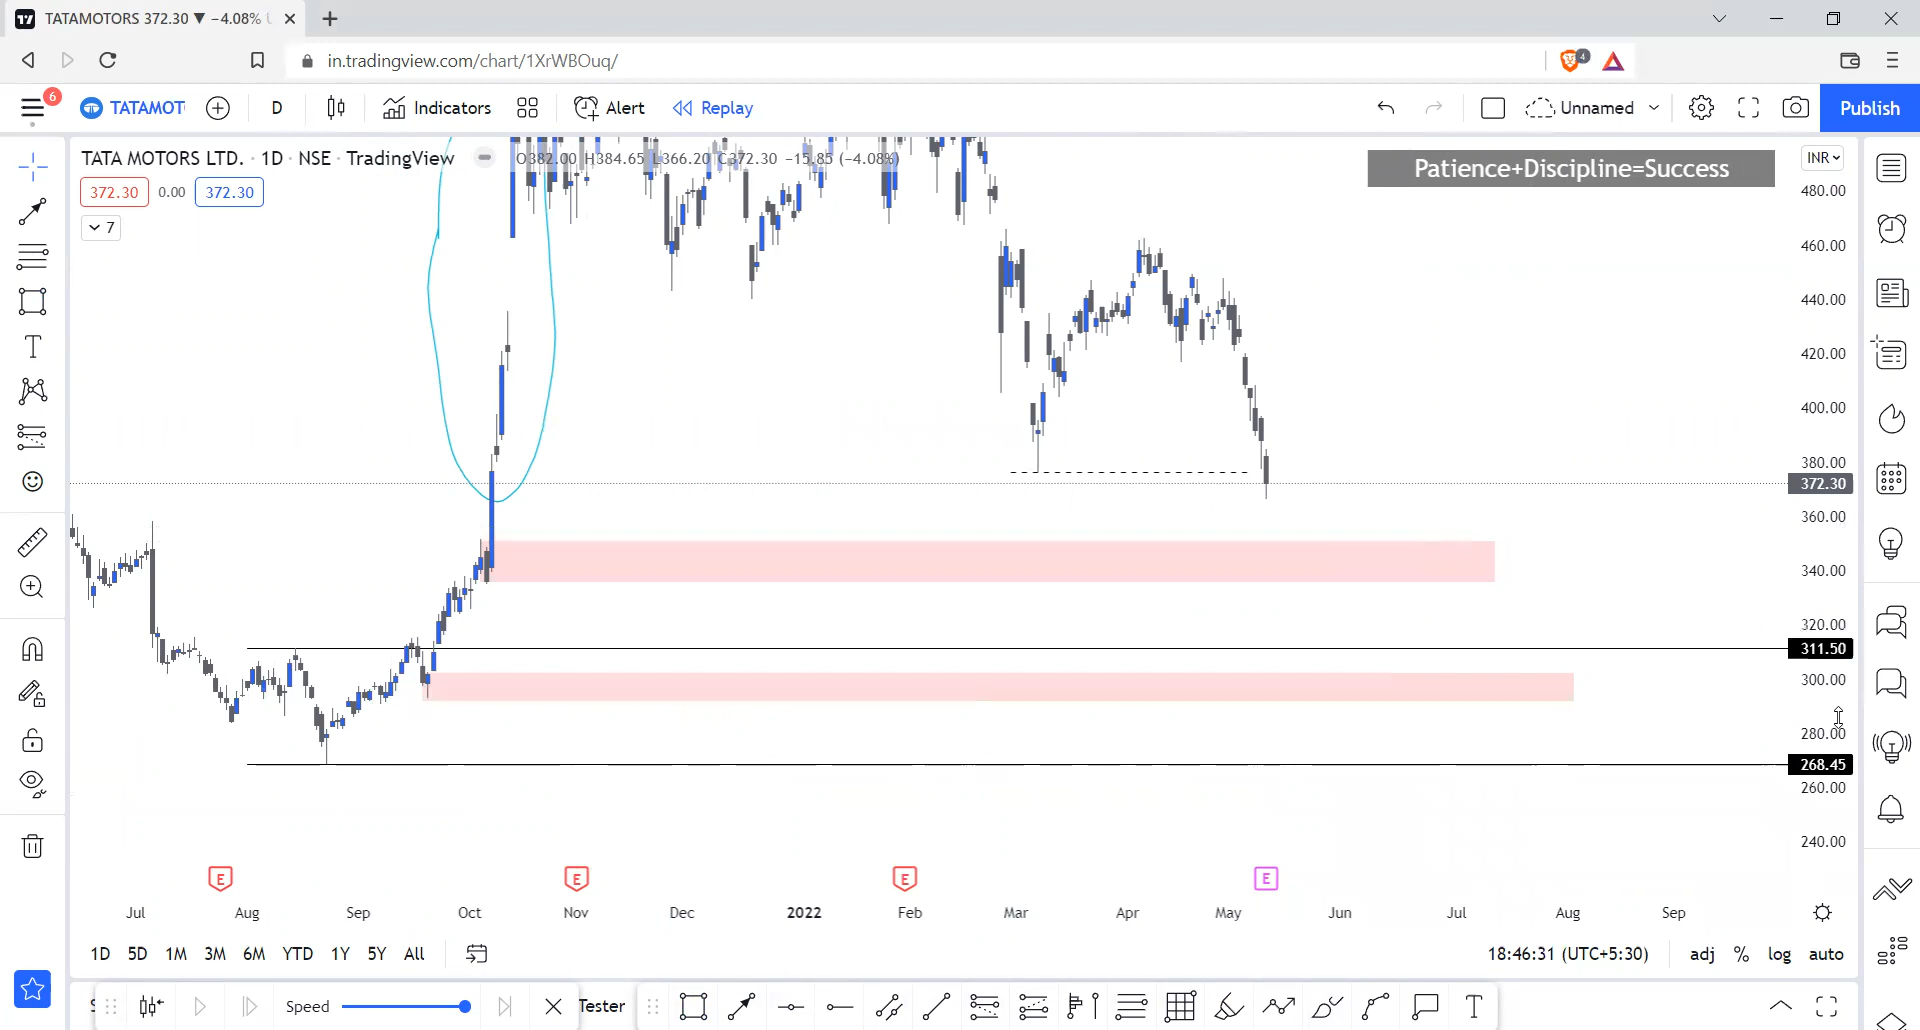 TATAMOTORS 372.30 ▼ −4.08%
in.tradingview.com/chart/1XrWBOuq/
4
6
TATAMOT
D
Indicators
Alert
Replay
Unnamed
Publish
TATA MOTORS LTD. · 1D · NSE · TradingView
O382.00 H384.65 L366.20 C372.30 −15.85 (−4.08%)
Patience+Discipline=Success
INR
372.30 0.00 372.30
7
480.00
460.00
440.00
420.00
400.00
380.00
372.30
360.00
340.00
320.00
311.50
300.00
280.00
268.45
260.00
240.00
E E E E
Jul Aug Sep Oct Nov Dec 2022 Feb Mar Apr May Jun Jul Aug Sep
1D 5D 1M 3M 6M YTD 1Y 5Y All
18:46:31 (UTC+5:30) adj % log auto
Speed
Tester